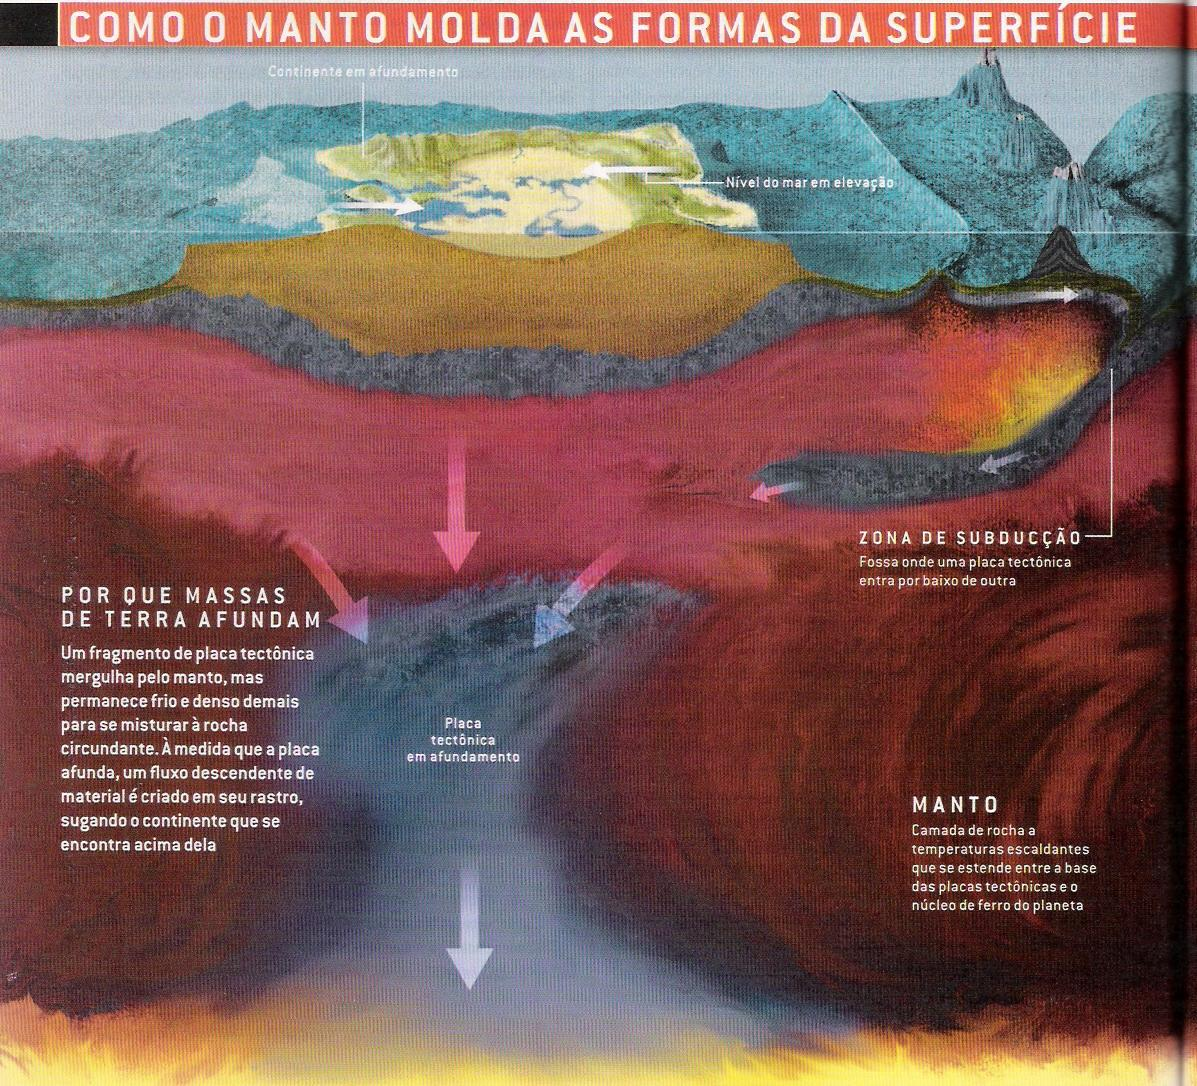 COMO O MANTO MOLDA AS FORMAS DA SUPERFÍCIE
Continente em afundamento
Nível do mar em elevação
ZONA DE SUBDUCÇÃO
Fossa onde uma placa tectônica
entra por baixo de outra
POR QUE MASSAS
DE TERRA AFUNDAM
Um fragmento de placa tectônica
mergulha pelo manto, mas
permanece frio e denso demais
para se misturar à rocha
circundante. À medida que a placa
afunda, um fluxo descendente de
material é criado em seu rastro,
sugando o continente que se
encontra acima dela
Placa
tectônica
em afundamento
MANTO
Camada de rocha a
temperaturas escaldantes
que se estende entre a base
das placas tectônicas e o
núcleo de ferro do planeta